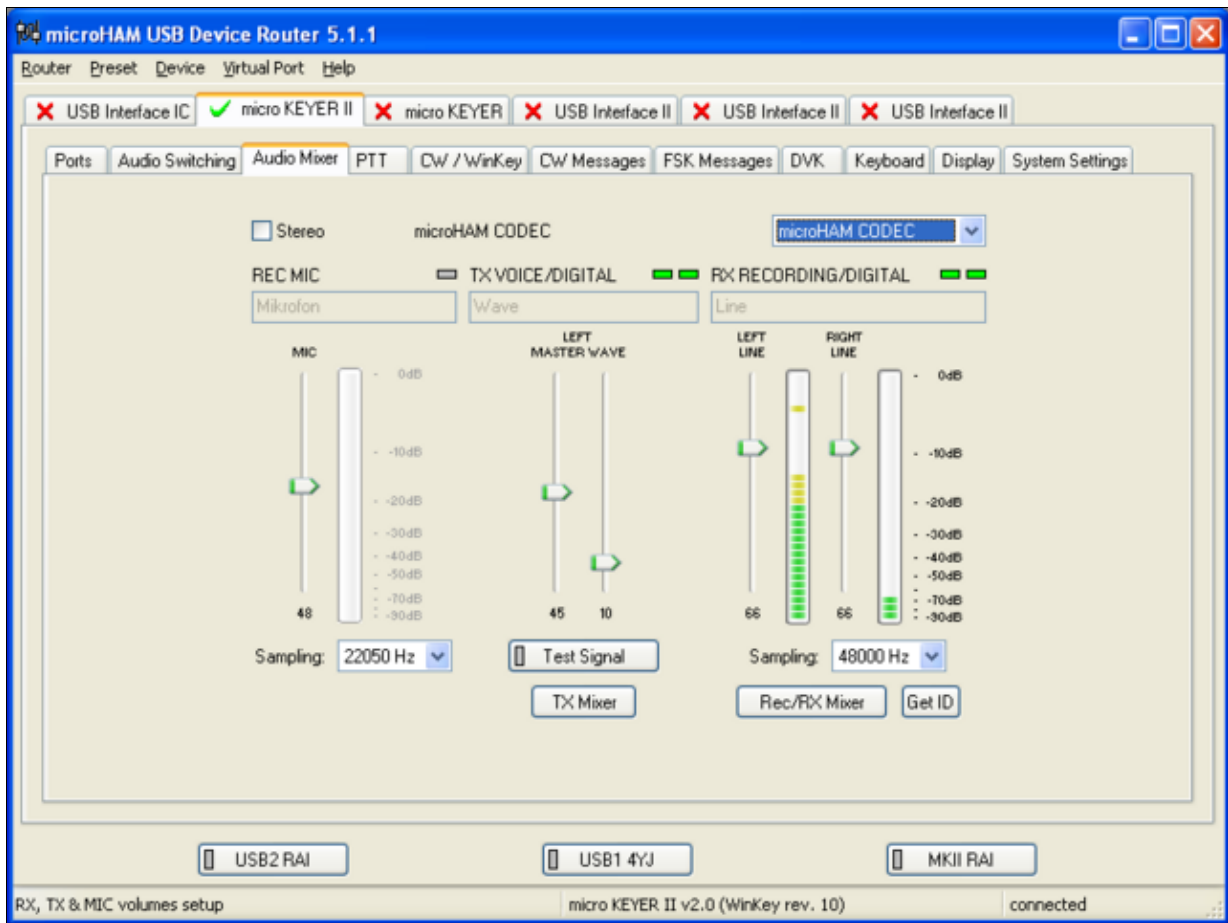 microHAM USB Device Router 5.1.1
Router Preset Device Virtual Port Help
USB Interface IC micro KEYER II micro KEYER USB Interface II USB Interface II USB Interface II
Ports Audio Switching Audio Mixer PTT CW / WinKey CW Messages FSK Messages DVK Keyboard Display System Settings
Stereo microHAM CODEC microHAM CODEC
REC MIC TX VOICE/DIGITAL RX RECORDING/DIGITAL
Mikrofon Wave Line
LEFT LEFT RIGHT
MIC MASTER WAVE LINE LINE
0dB 0dB
-10dB -10dB
-20dB -20dB
-30dB -30dB
-40dB -40dB
-50dB -50dB
-70dB -70dB
48 -90dB 45 10 66 66 -90dB
Sampling: 22050 Hz Test Signal Sampling: 48000 Hz
TX Mixer Rec/RX Mixer Get ID
USB2 RAI USB1 4YJ MKII RAI
RX, TX & MIC volumes setup micro KEYER II v2.0 (WinKey rev. 10) connected